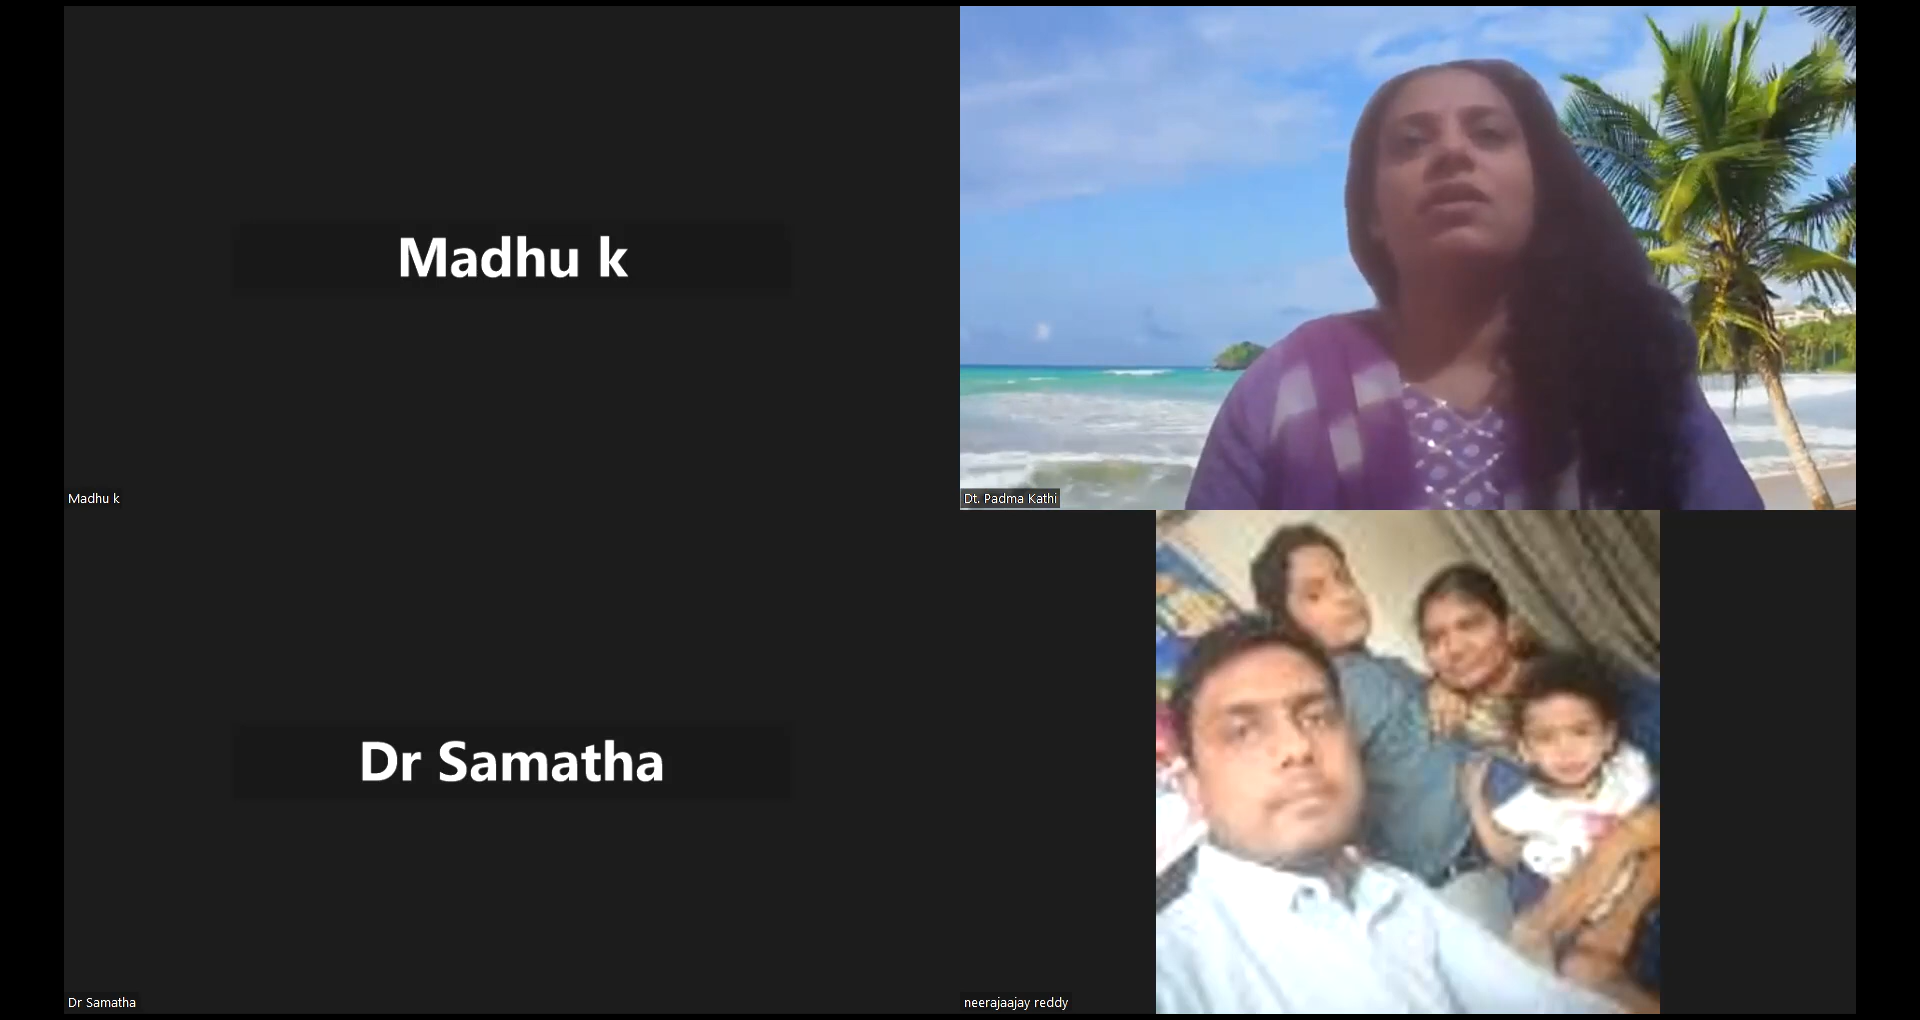 Madhu k
Madhu k
Dt. Padma Kathi
Dr Samatha
Dr Samatha
neerajaajay reddy